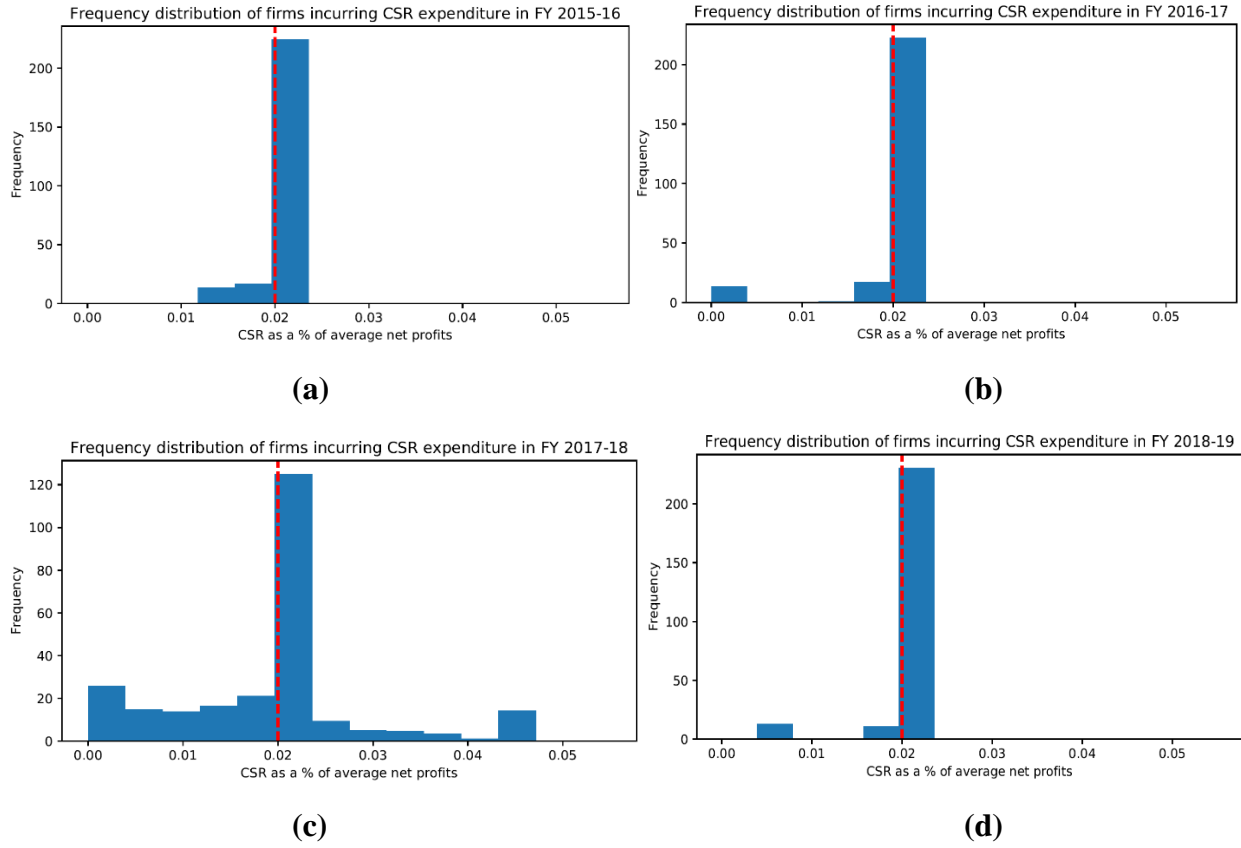 Frequency distribution of firms incurring CSR expenditure in FY 2015-16
200
150
100
50
0
Frequency
0.00 0.01 0.02 0.03 0.04 0.05
CSR as a % of average net profits
(a)
Frequency distribution of firms incurring CSR expenditure in FY 2016-17
200
150
100
50
0
Frequency
0.00 0.01 0.02 0.03 0.04 0.05
CSR as a % of average net profits
(b)
Frequency distribution of firms incurring CSR expenditure in FY 2017-18
120
100
80
60
40
20
0
Frequency
0.00 0.01 0.02 0.03 0.04 0.05
CSR as a % of average net profits
(c)
Frequency distribution of firms incurring CSR expenditure in FY 2018-19
200
150
100
50
0
Frequency
0.00 0.01 0.02 0.03 0.04 0.05
CSR as a % of average net profits
(d)